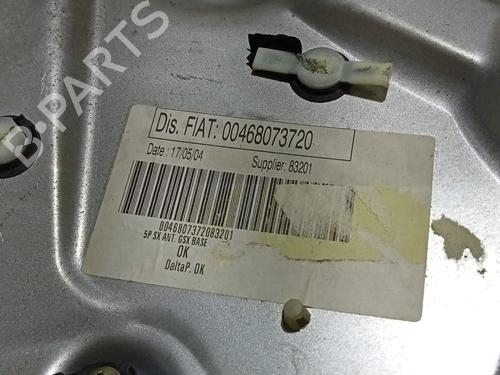 B-PARTS
Dis. FIAT: 00468073720
Date : 17/05/04 Supplier: 83201
0046807372083201
5P SX ANT. GSX BASE
OK
DeltaP. OK